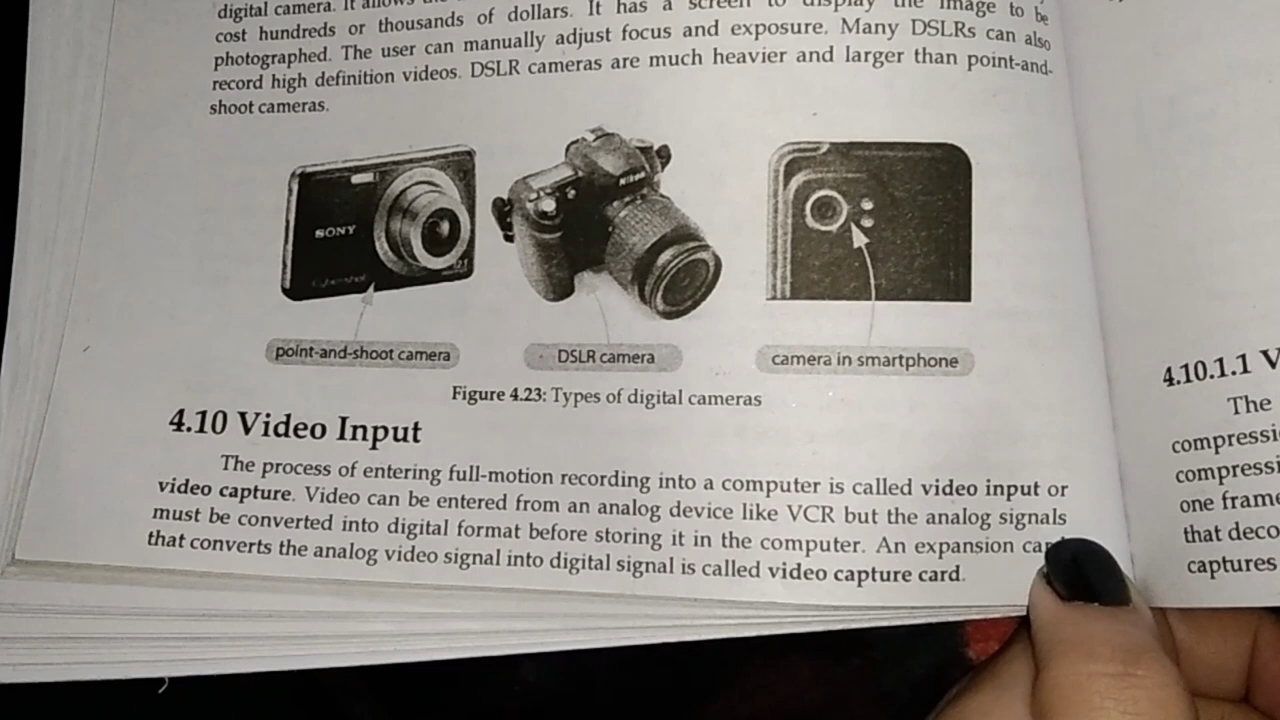 digital camera. It allows
cost hundreds or thousands of dollars. It has a screen to display the image to be
photographed. The user can manually adjust focus and exposure. Many DSLRs can also
record high definition videos. DSLR cameras are much heavier and larger than point-and-
shoot cameras.
SONY
Cyber-shot
Nikon
point-and-shoot camera
DSLR camera
camera in smartphone
Figure 4.23: Types of digital cameras
4.10 Video Input
The process of entering full-motion recording into a computer is called video input or
video capture. Video can be entered from an analog device like VCR but the analog signals
must be converted into digital format before storing it in the computer. An expansion card
that converts the analog video signal into digital signal is called video capture card.
4.10.1.1 V
The
compressi
compressi
one frame
that deco
captures